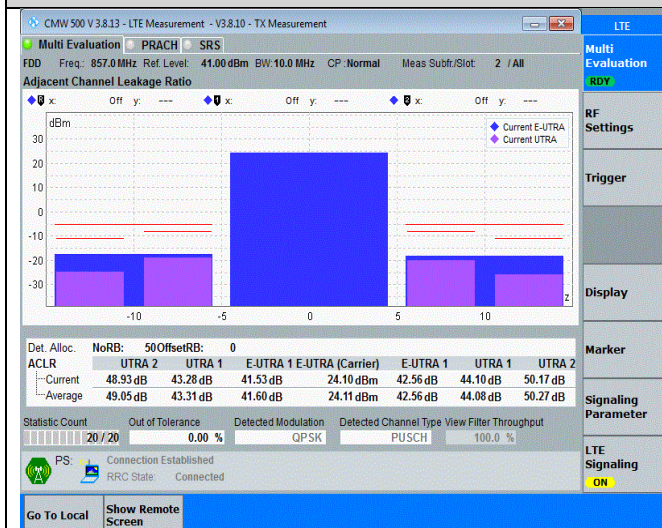 CMW 500 V 3.8.13 - LTE Measurement - V3.8.10 - TX Measurement
LTE
Multi Evaluation PRACH SRS
Multi
Evaluation
RDY
FDD Freq.: 857.0 MHz Ref. Level: 41.00 dBm BW: 10.0 MHz CP : Normal Meas Subfr./Slot: 2 / All
Adjacent Channel Leakage Ratio
x: Off y: --- x: Off y: --- x: Off y: ---
dBm
Current E-UTRA
Current UTRA
30
20
10
0
-10
-20
-30
z
-10 -5 0 5 10
RF
Settings
Trigger
Display
Marker
Signaling
Parameter
LTE
Signaling
ON
Det. Alloc. NoRB: 50 OffsetRB: 0
ACLR UTRA 2 UTRA 1 E-UTRA 1 E-UTRA (Carrier) E-UTRA 1 UTRA 1 UTRA 2
Current 48.93 dB 43.28 dB 41.53 dB 24.10 dBm 42.56 dB 44.10 dB 50.17 dB
Average 49.05 dB 43.31 dB 41.60 dB 24.11 dBm 42.56 dB 44.08 dB 50.27 dB
Statistic Count Out of Tolerance Detected Modulation Detected Channel Type View Filter Throughput
20 / 20 0.00 % QPSK PUSCH 100.0 %
PS: Connection Established
RRC State: Connected
Go To Local
Show Remote
Screen